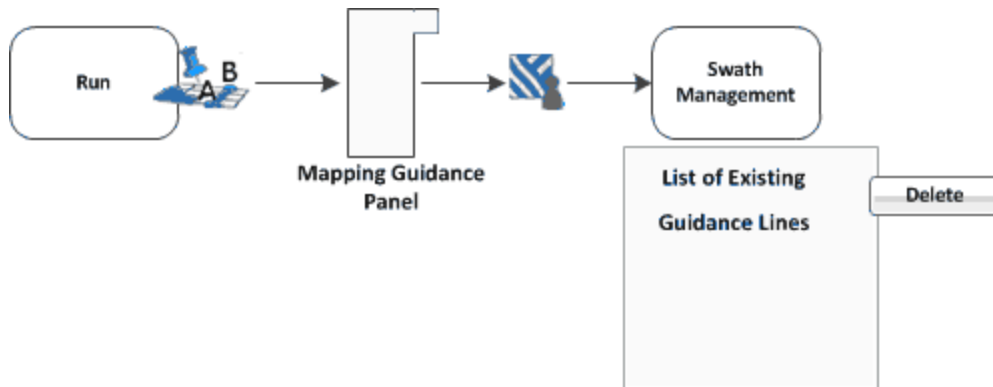 Run
A
B
Mapping Guidance
Panel
Swath
Management
List of Existing
Guidance Lines
Delete